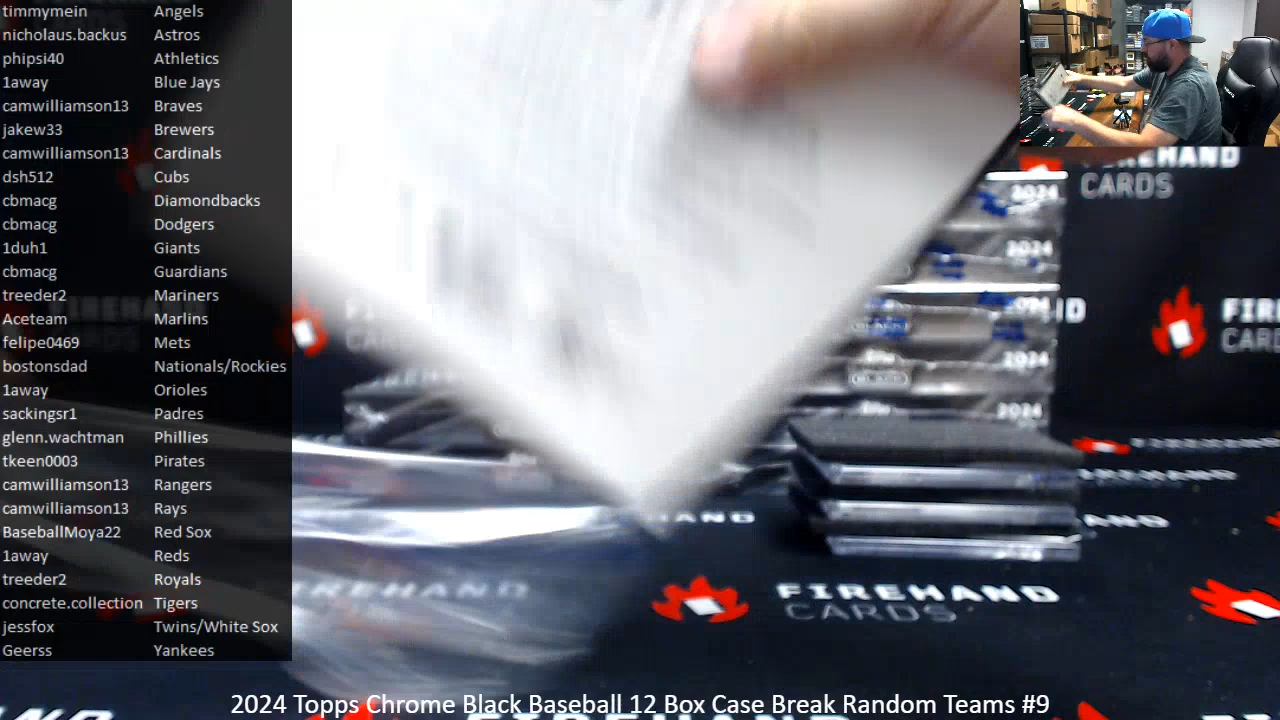 timmymein Angels
nicholaus.backus Astros
phipsi40 Athletics
1away Blue Jays
camwilliamson13 Braves
jakew33 Brewers
camwilliamson13 Cardinals
dsh512 Cubs
cbmacg Diamondbacks
cbmacg Dodgers
1duh1 Giants
cbmacg Guardians
treeder2 Mariners
Aceteam Marlins
felipe0469 Mets
bostonsdad Nationals/Rockies
1away Orioles
sackingsr1 Padres
glenn.wachtman Phillies
tkeen0003 Pirates
camwilliamson13 Rangers
camwilliamson13 Rays
BaseballMoya22 Red Sox
1away Reds
treeder2 Royals
concrete.collection Tigers
jessfox Twins/White Sox
Geerss Yankees
FIREHAND
CARDS
2024
2024
2024
BLACK
2024
BLACK
2024
FIREHAND
CARDS
2024 Topps Chrome Black Baseball 12 Box Case Break Random Teams #9